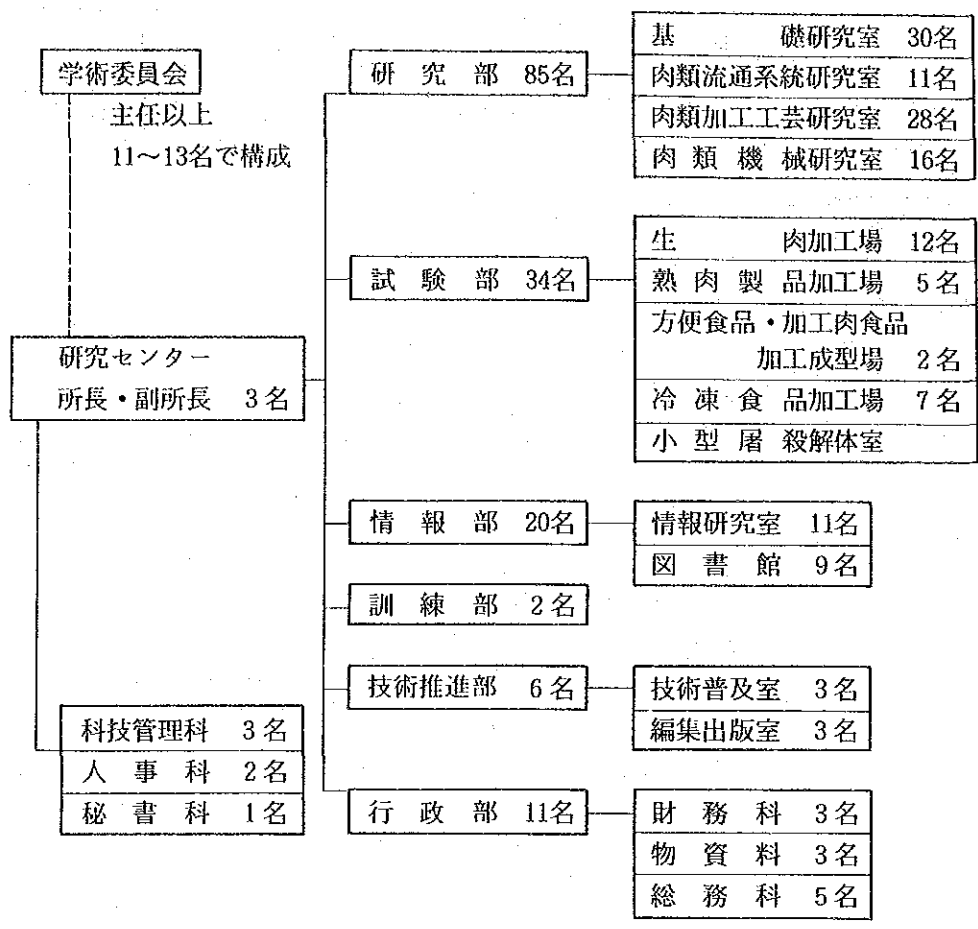 学術委員会
主任以上
11~13名で構成
研究センター
所長・副所長 3名
科技管理科 3名
人事科 2名
秘書科 1名
研究部 85名
基礎研究室 30名
肉類流通系統研究室 11名
肉類加工工芸研究室 28名
肉類機械研究室 16名
試験部 34名
生肉加工場 12名
熟肉製品加工場 5名
方便食品・加工肉食品
加工成型場 2名
冷凍食品加工場 7名
小型屠殺解体室
情報部 20名
情報研究室 11名
図書館 9名
訓練部 2名
技術推進部 6名
技術普及室 3名
編集出版室 3名
行政部 11名
財務科 3名
物資料 3名
総務科 5名